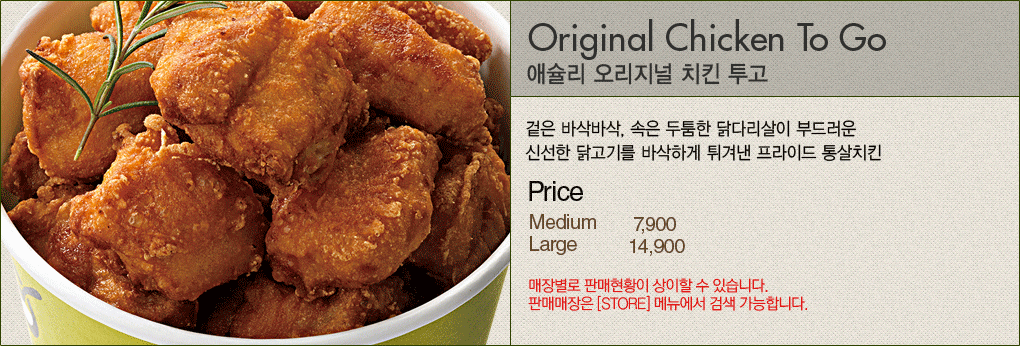 Original Chicken To Go
애슐리 오리지널 치킨 투고
겉은 바삭바삭, 속은 두툼한 닭다리살이 부드러운
신선한 닭고기를 바삭하게 튀겨낸 프라이드 통살치킨
Price
Medium 7,900
Large 14,900
매장별로 판매현황이 상이할 수 있습니다.
판매매장은 [STORE] 메뉴에서 검색 가능합니다.